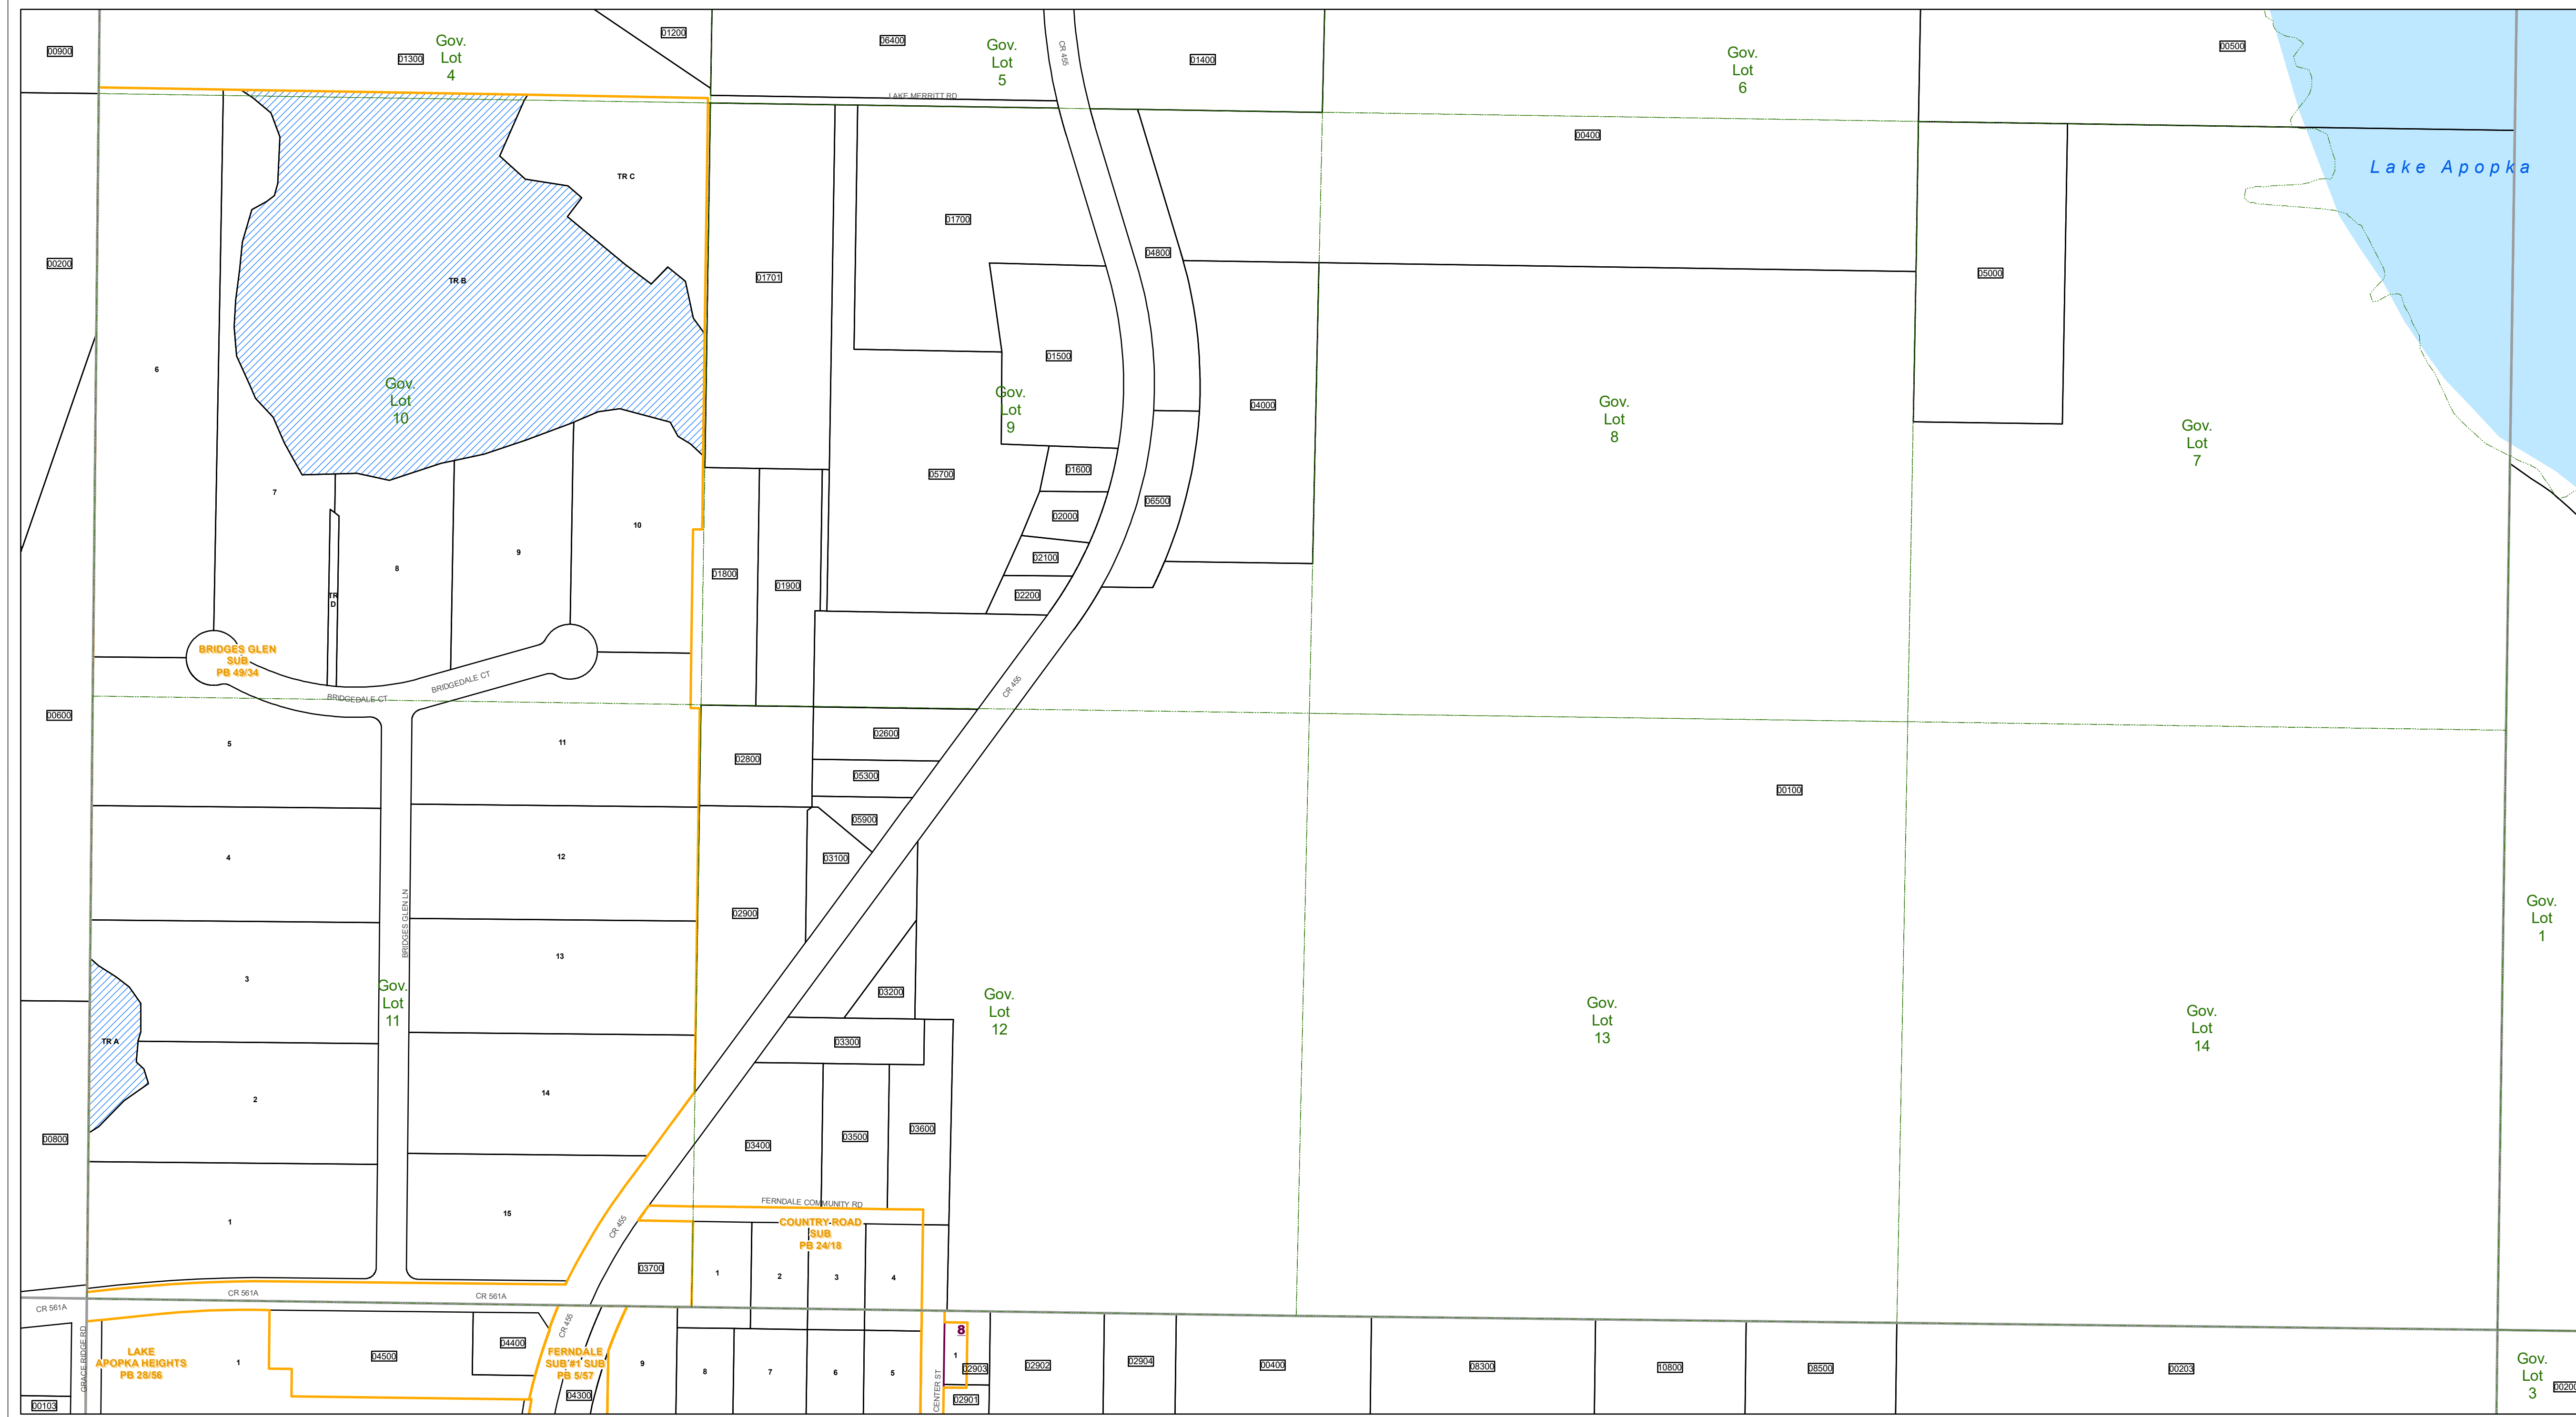 00900
01300
Gov.
Lot
4
01200
06400
Gov.
Lot
5
CR 455
01400
Gov.
Lot
6
00500
LAKE MERRITT RD
00400
Lake Apopka
TR C
01700
00200
TR B
01701
04800
05000
6
01500
Gov.
Lot
10
Gov.
Lot
9
04000
Gov.
Lot
8
Gov.
Lot
7
7
10
05700
01600
06500
02000
9
8
02100
01800
01900
02200
TR
D
BRIDGES GLEN
SUB
PB 49/34
BRIDGEDALE CT
BRIDGEDALE CT
CR 455
00600
5
11
02800
02600
05300
00100
05900
4
12
03100
BRIDGES GLEN LN
02900
Gov.
Lot
1
3
13
Gov.
Lot
11
03200
Gov.
Lot
12
Gov.
Lot
13
Gov.
Lot
14
TR A
03300
2
14
00800
03400
03500
03600
1
15
FERNDALE COMMUNITY RD
CR 455
COUNTRY ROAD
SUB
PB 24/18
03700
1
2
3
4
CR 561A
CR 561A
CR 561A
GRACE RIDGE RD
LAKE
APOPKA HEIGHTS
PB 28/56
1
04500
04400
CR 455
FERNDALE
SUB #1 SUB
PB 5/57
04300
9
8
7
6
5
CENTER ST
8
1
02903
02901
02902
02904
00400
08300
10800
08500
00203
Gov.
Lot
3
00103